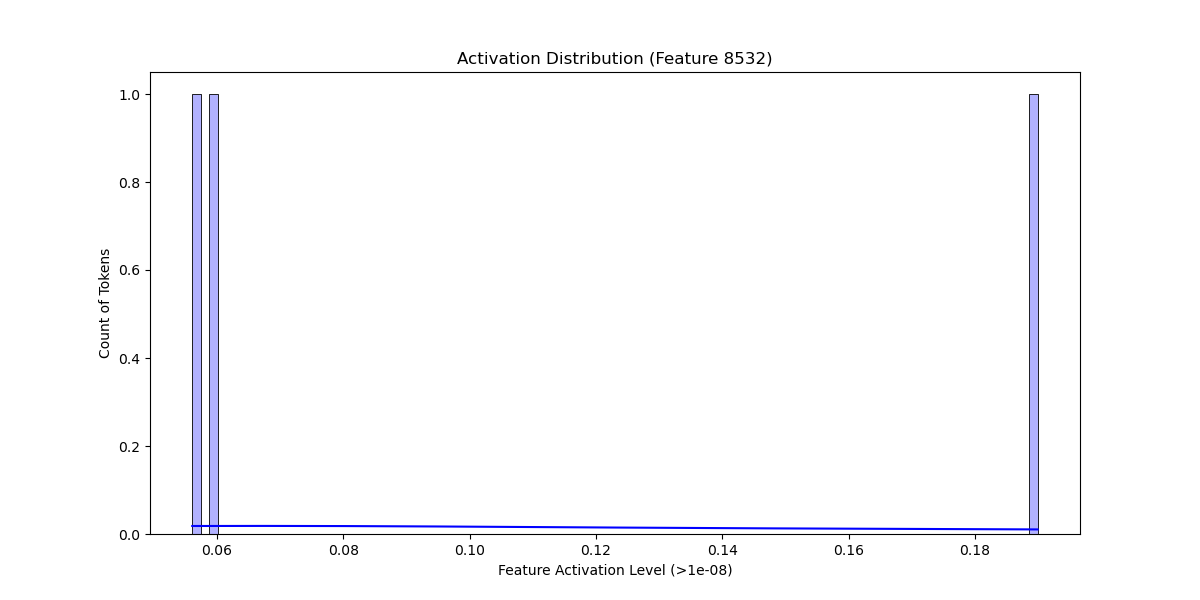 Activation Distribution (Feature 8532)
Count of Tokens
1.0
0.8
0.6
0.4
0.2
0.0
0.06 0.08 0.10 0.12 0.14 0.16 0.18
Feature Activation Level (>1e-08)